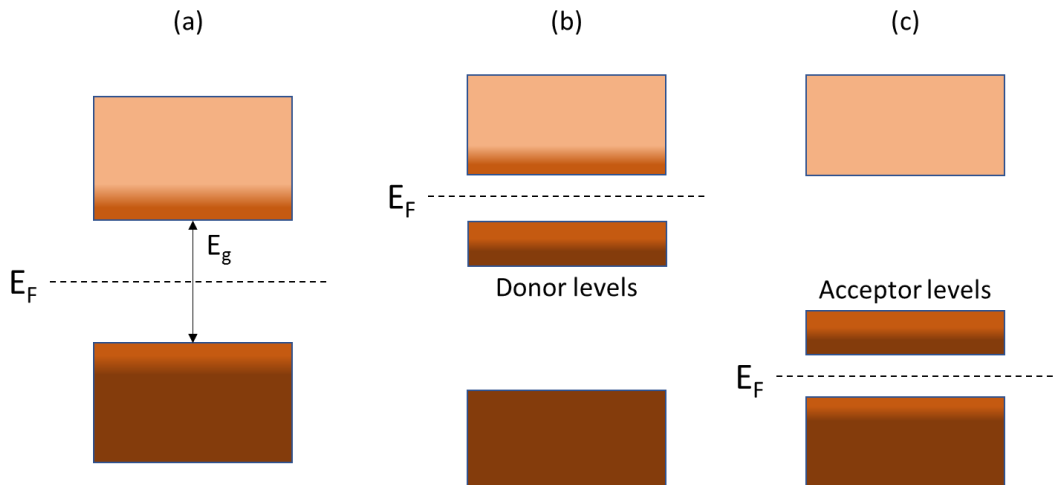 (a)
(b)
(c)
E_F
E_g
E_F
Donor levels
Acceptor levels
E_F